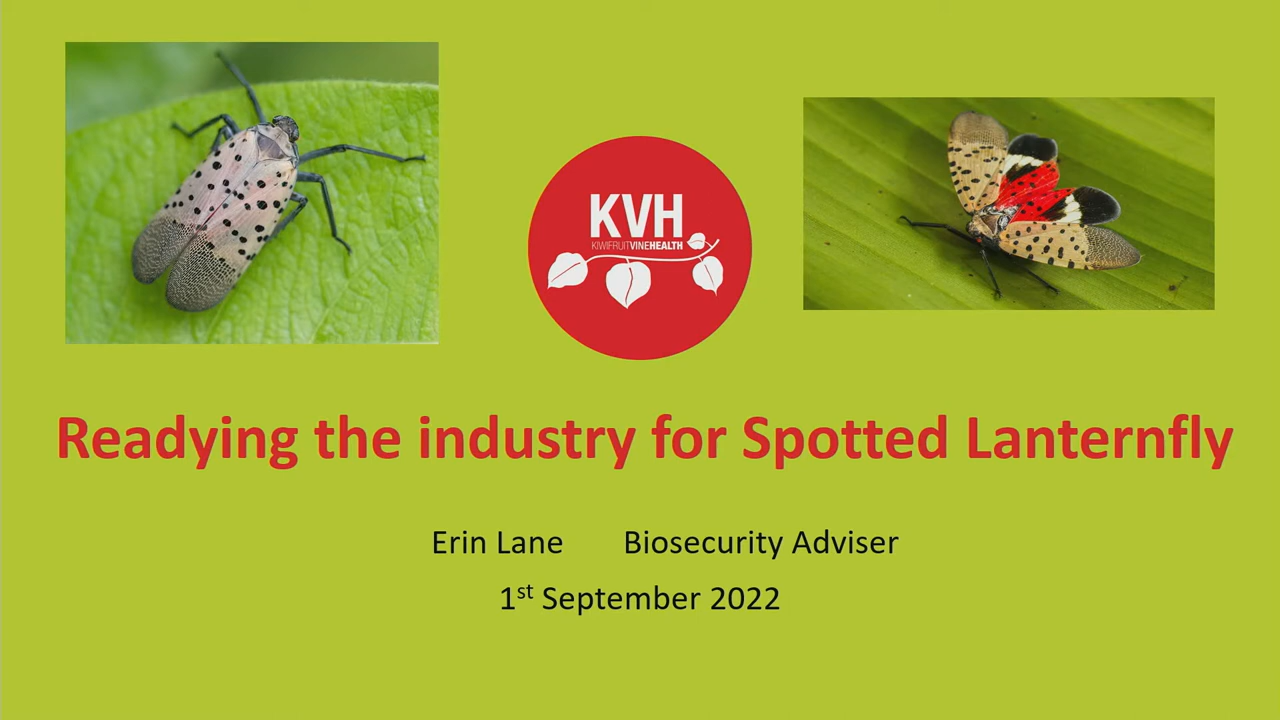 KVH
KIWIFRUITVINEHEALTH
Readying the industry for Spotted Lanternfly
Erin Lane Biosecurity Adviser
1st September 2022